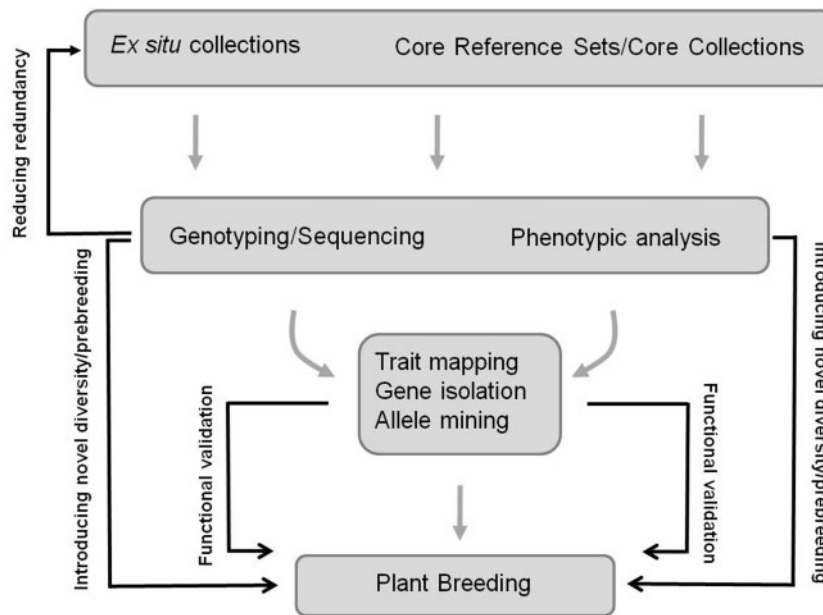 Ex situ collections
Core Reference Sets/Core Collections
Reducing redundancy
Genotyping/Sequencing
Phenotypic analysis
Introducing novel diversity/prebreeding
Introducing novel diversity/prebreeding
Trait mapping
Gene isolation
Allele mining
Functional validation
Functional validation
Plant Breeding